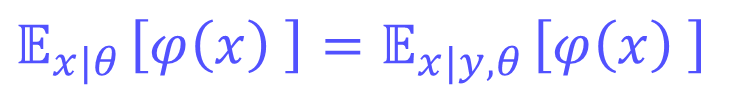 𝔼_{x|θ} [φ(x) ] = 𝔼_{x|y,θ} [φ(x) ]